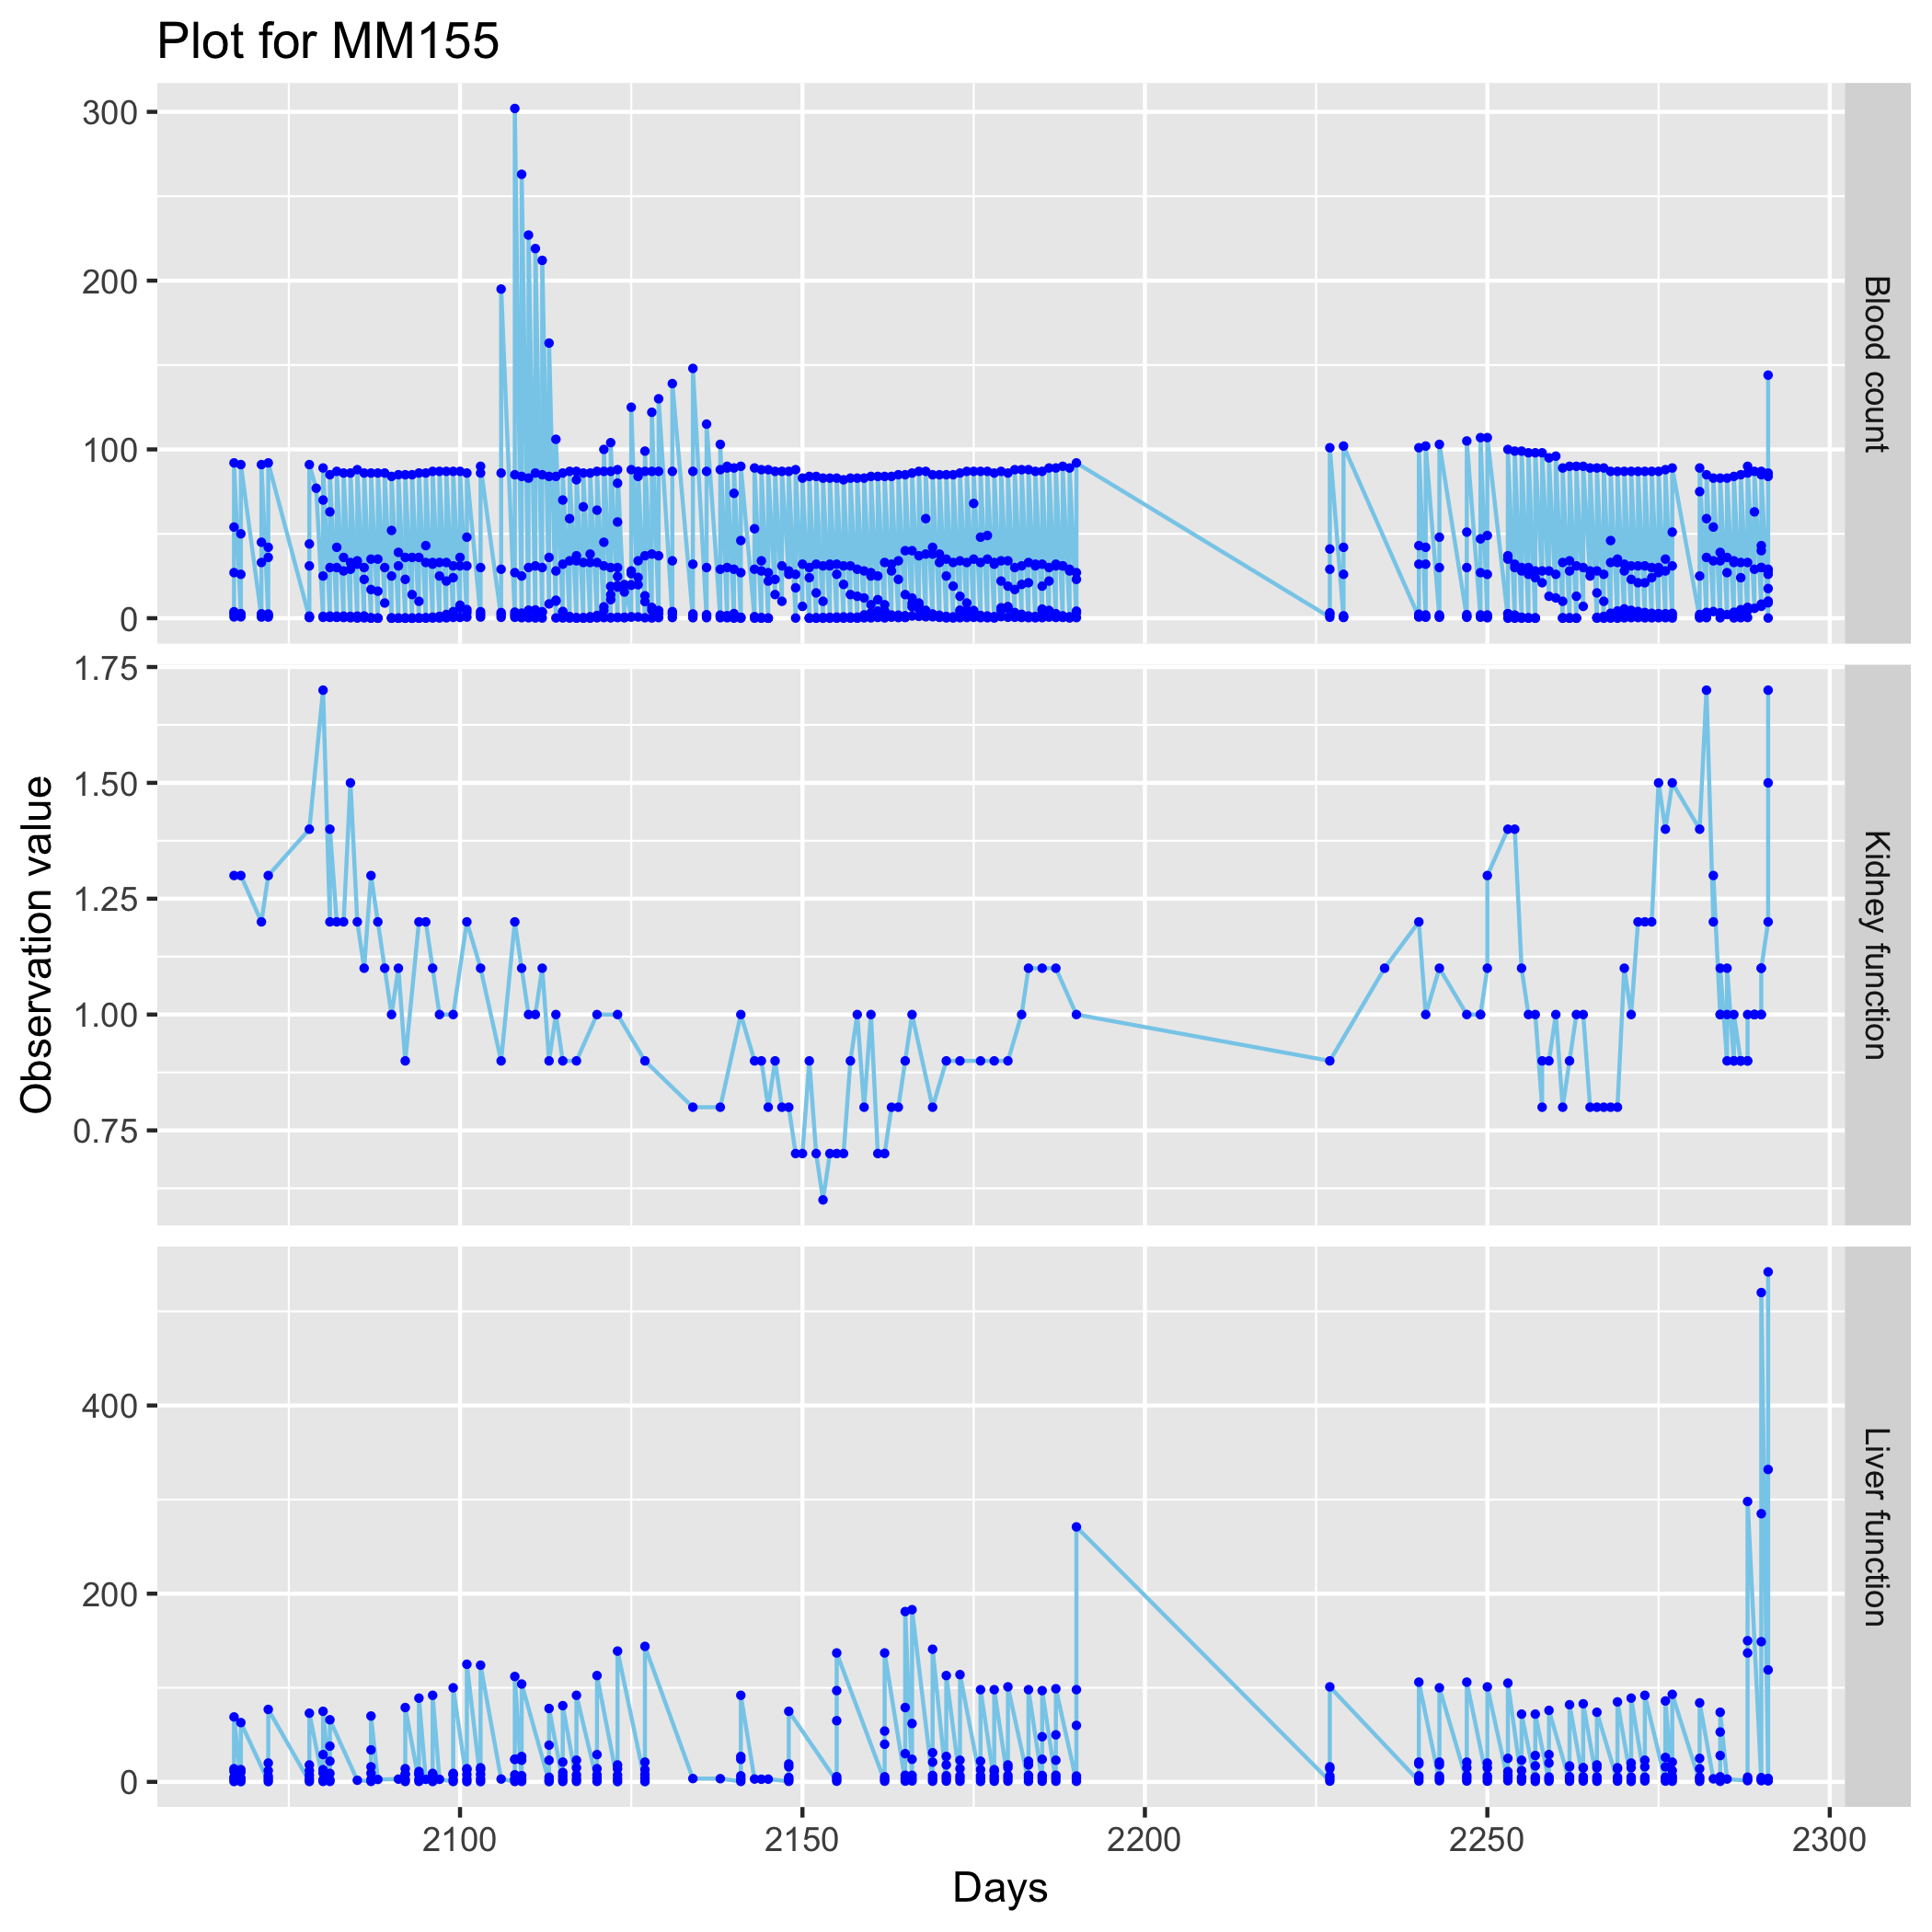 Plot for MM155
300
200
100
0
Blood count
1.75
1.50
1.25
1.00
0.75
Kidney function
Observation value
400
200
0
Liver function
2100
2150
2200
2250
2300
Days